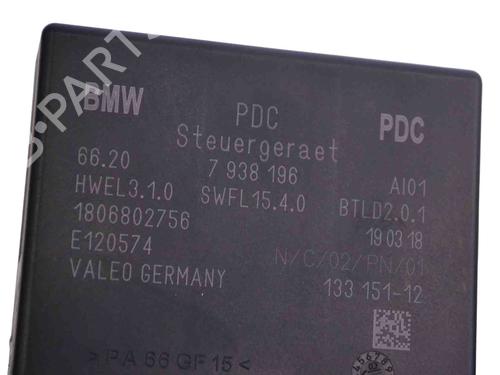 B-PARTS
BMW PDC PDC
Steuergeraet
66.20 7 938 196 AI01
HWEL3.1.0 SWFL15.4.0 BTLD2.0.1
1806802756 19 03 18
E120574 N/C/02/PN/01
VALEO GERMANY 133 151-12
>PA 66 GF 15<